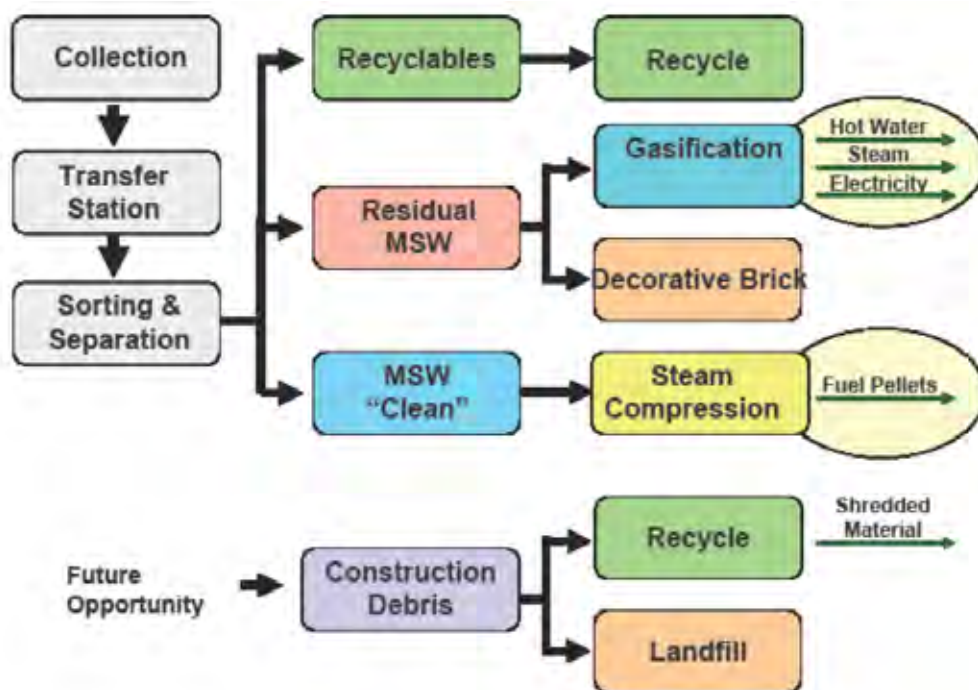 Collection
Transfer
Station
Sorting &
Separation
Recyclables
Recycle
Residual
MSW
Gasification
Hot Water
Steam
Electricity
Decorative Brick
MSW
“Clean”
Steam
Compression
Fuel Pellets
Future
Opportunity
Construction
Debris
Recycle
Shredded
Material
Landfill